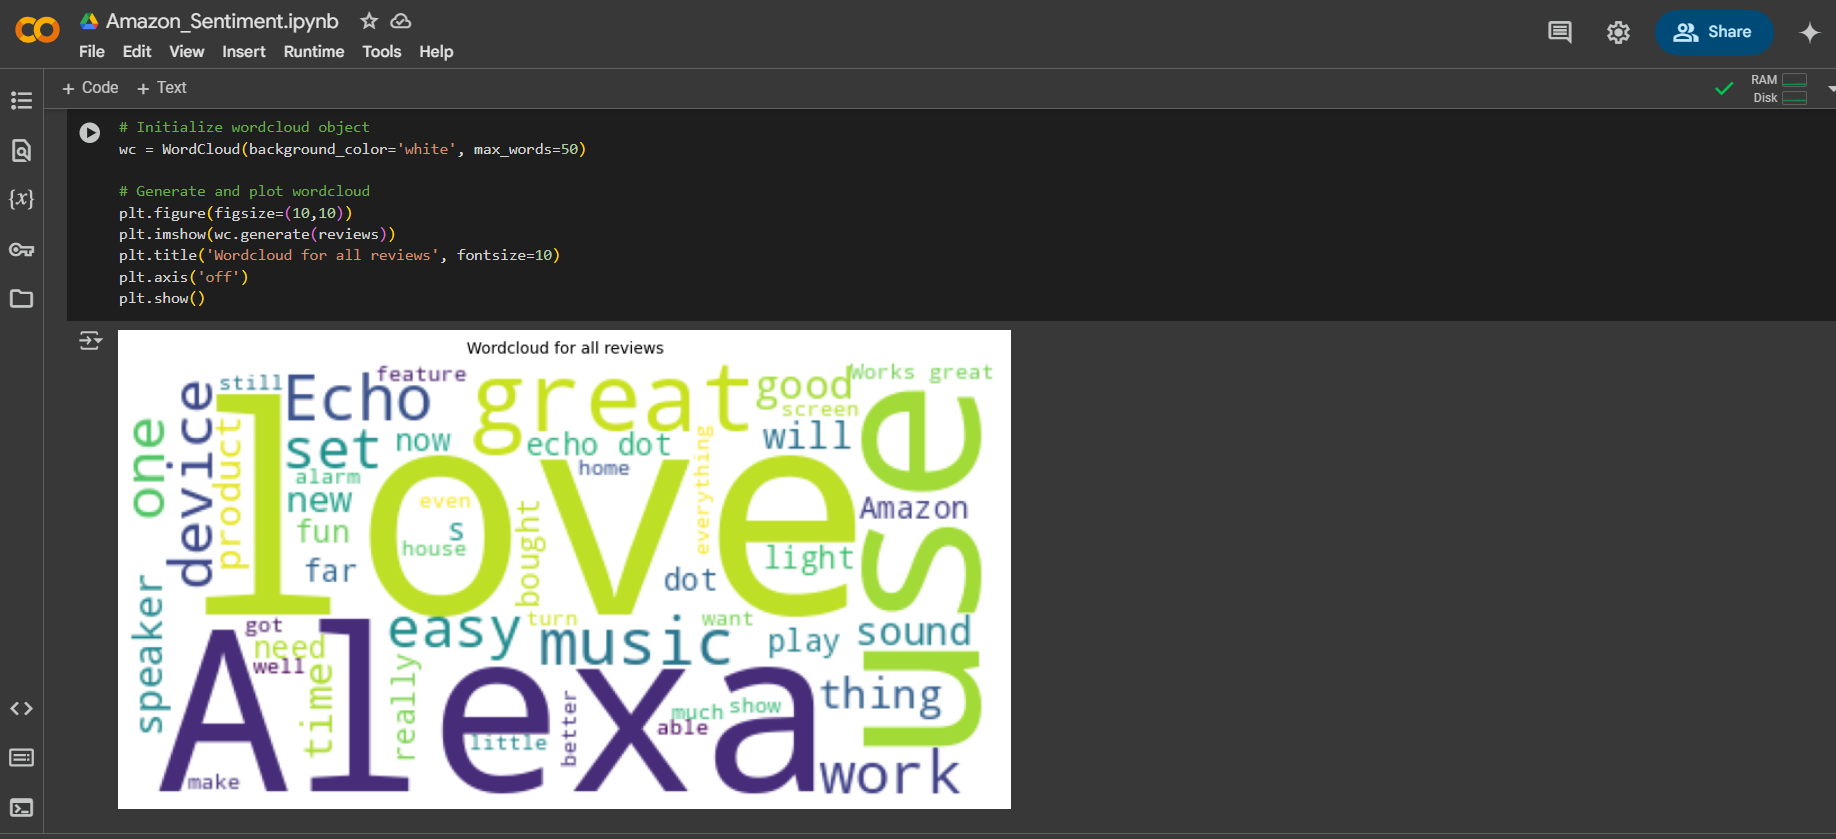 Amazon_Sentiment.ipynb
File Edit View Insert Runtime Tools Help
Share
+ Code + Text
RAM
Disk
# Initialize wordcloud object
wc = WordCloud(background_color='white', max_words=50)
# Generate and plot wordcloud
plt.figure(figsize=(10,10))
plt.imshow(wc.generate(reviews))
plt.title('Wordcloud for all reviews', fontsize=10)
plt.axis('off')
plt.show()
Wordcloud for all reviews
still
Echo
feature
great
good
Works great
screen
device
product
one
set
now
echo dot
will
use
alarm
home
everything
new
even
love
Amazon
fun
s
house
bought
light
far
dot
speaker
got
need
well
easy
turn
music
want
play
sound
time
really
Alexa
thing
much
show
able
little
better
make
work
{x}